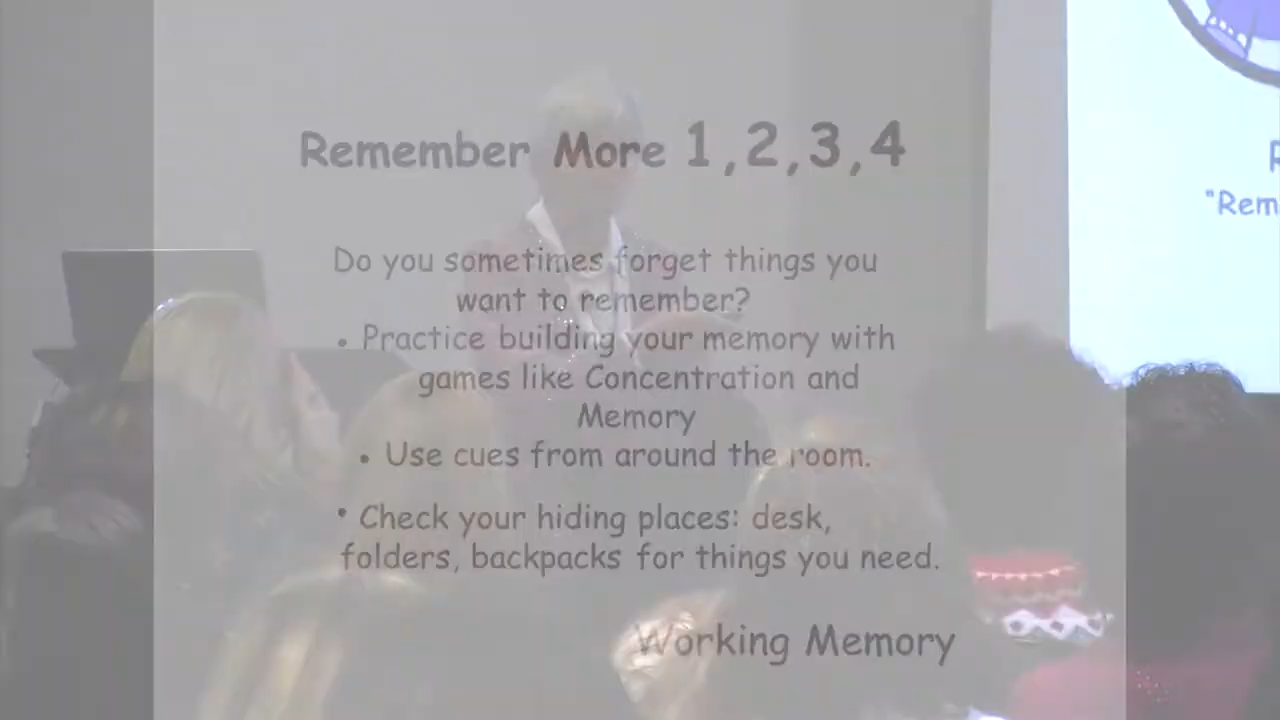 Remember More 1,2,3,4
Do you sometimes forget things you
want to remember?
• Practice building your memory with
games like Concentration and
Memory
• Use cues from around the room.
• Check your hiding places: desk,
folders, backpacks for things you need.
Working Memory